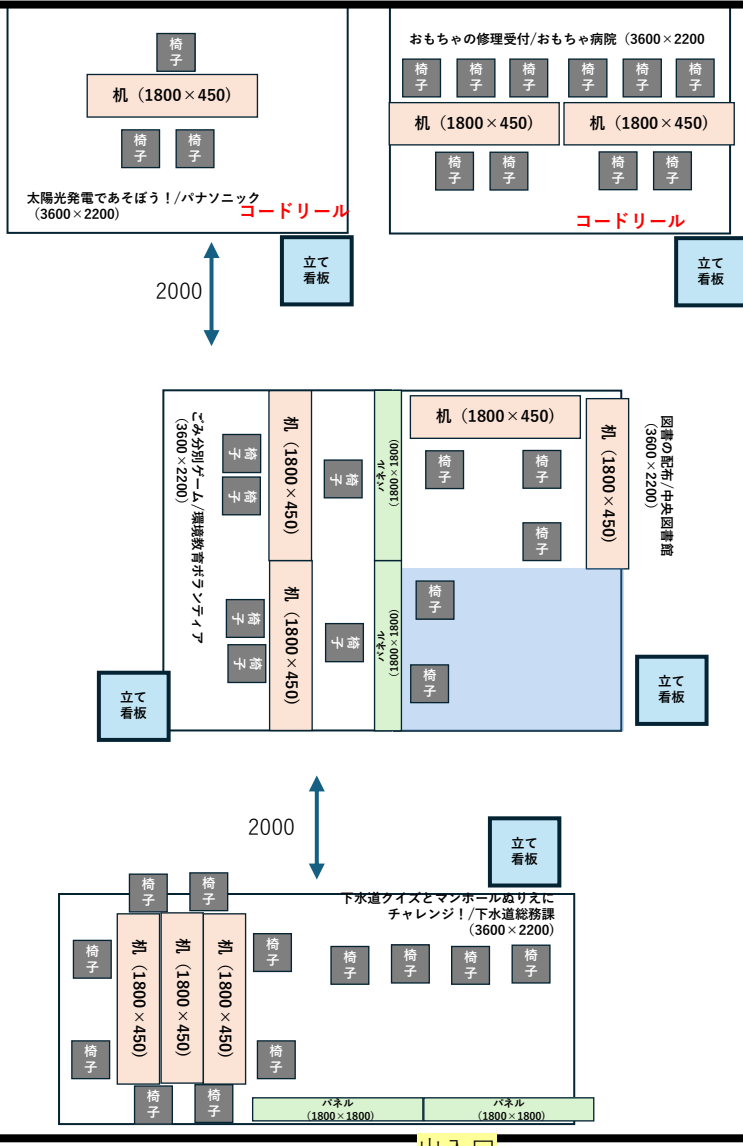 おもちゃの修理受付/おもちゃ病院（3600×2200
椅子
机（1800×450）
椅子
椅子
太陽光発電であそぼう！/パナソニック
（3600×2200）
コードリール
椅子
椅子
椅子
椅子
椅子
椅子
机（1800×450）
机（1800×450）
椅子
椅子
椅子
椅子
コードリール
立て
看板
立て
看板
2000
ごみ分別ゲーム/環境教育ボランティア
（3600×2200）
椅子
椅子
椅子
椅子
机（1800×450）
机（1800×450）
椅子
椅子
パネル
（1800×1800）
パネル
（1800×1800）
机（1800×450）
机（1800×450）
椅子
椅子
椅子
椅子
椅子
図書の配布/中央図書館
（3600×2200）
立て
看板
立て
看板
2000
立て
看板
下水道クイズとマンホールぬりえに
チャレンジ！/下水道総務課
（3600×2200）
椅子
椅子
椅子
椅子
机（1800×450）
机（1800×450）
机（1800×450）
椅子
椅子
椅子
椅子
椅子
椅子
椅子
椅子
パネル
（1800×1800）
パネル
（1800×1800）
出入口